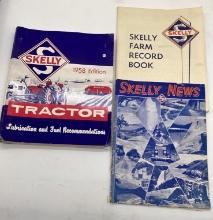 SKELLY
1958 Edition
TRACTOR
Lubrication and Fuel Recommendations
SKELLY
SKELLY
FARM
RECORD
BOOK
SKELLY NEWS